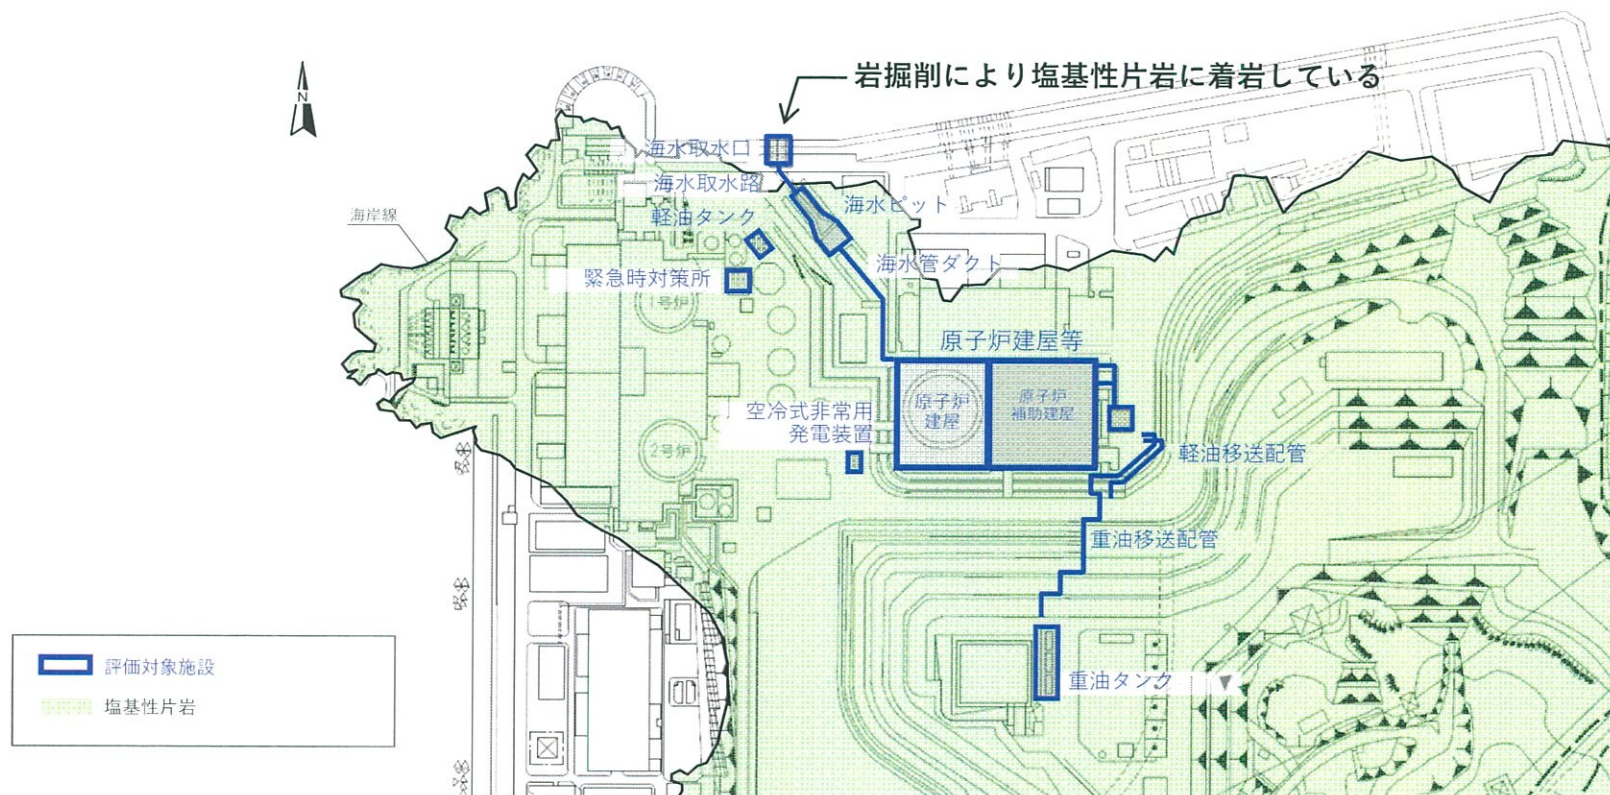 岩掘削により塩基性片岩に着岩している
N
海水取水口
海水取水路
海水ピット
海岸線
軽油タンク
海水管ダクト
緊急時対策所
1号炉
原子炉建屋等
原子炉
建屋
原子炉
補助建屋
空冷式非常用
発電装置
2号炉
軽油移送配管
重油移送配管
重油タンク
評価対象施設
塩基性片岩